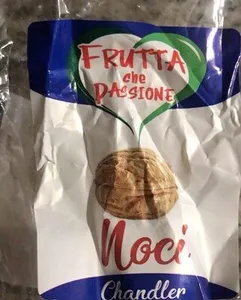 FRUTTA
che
PASSIONE
Noci
Chandler